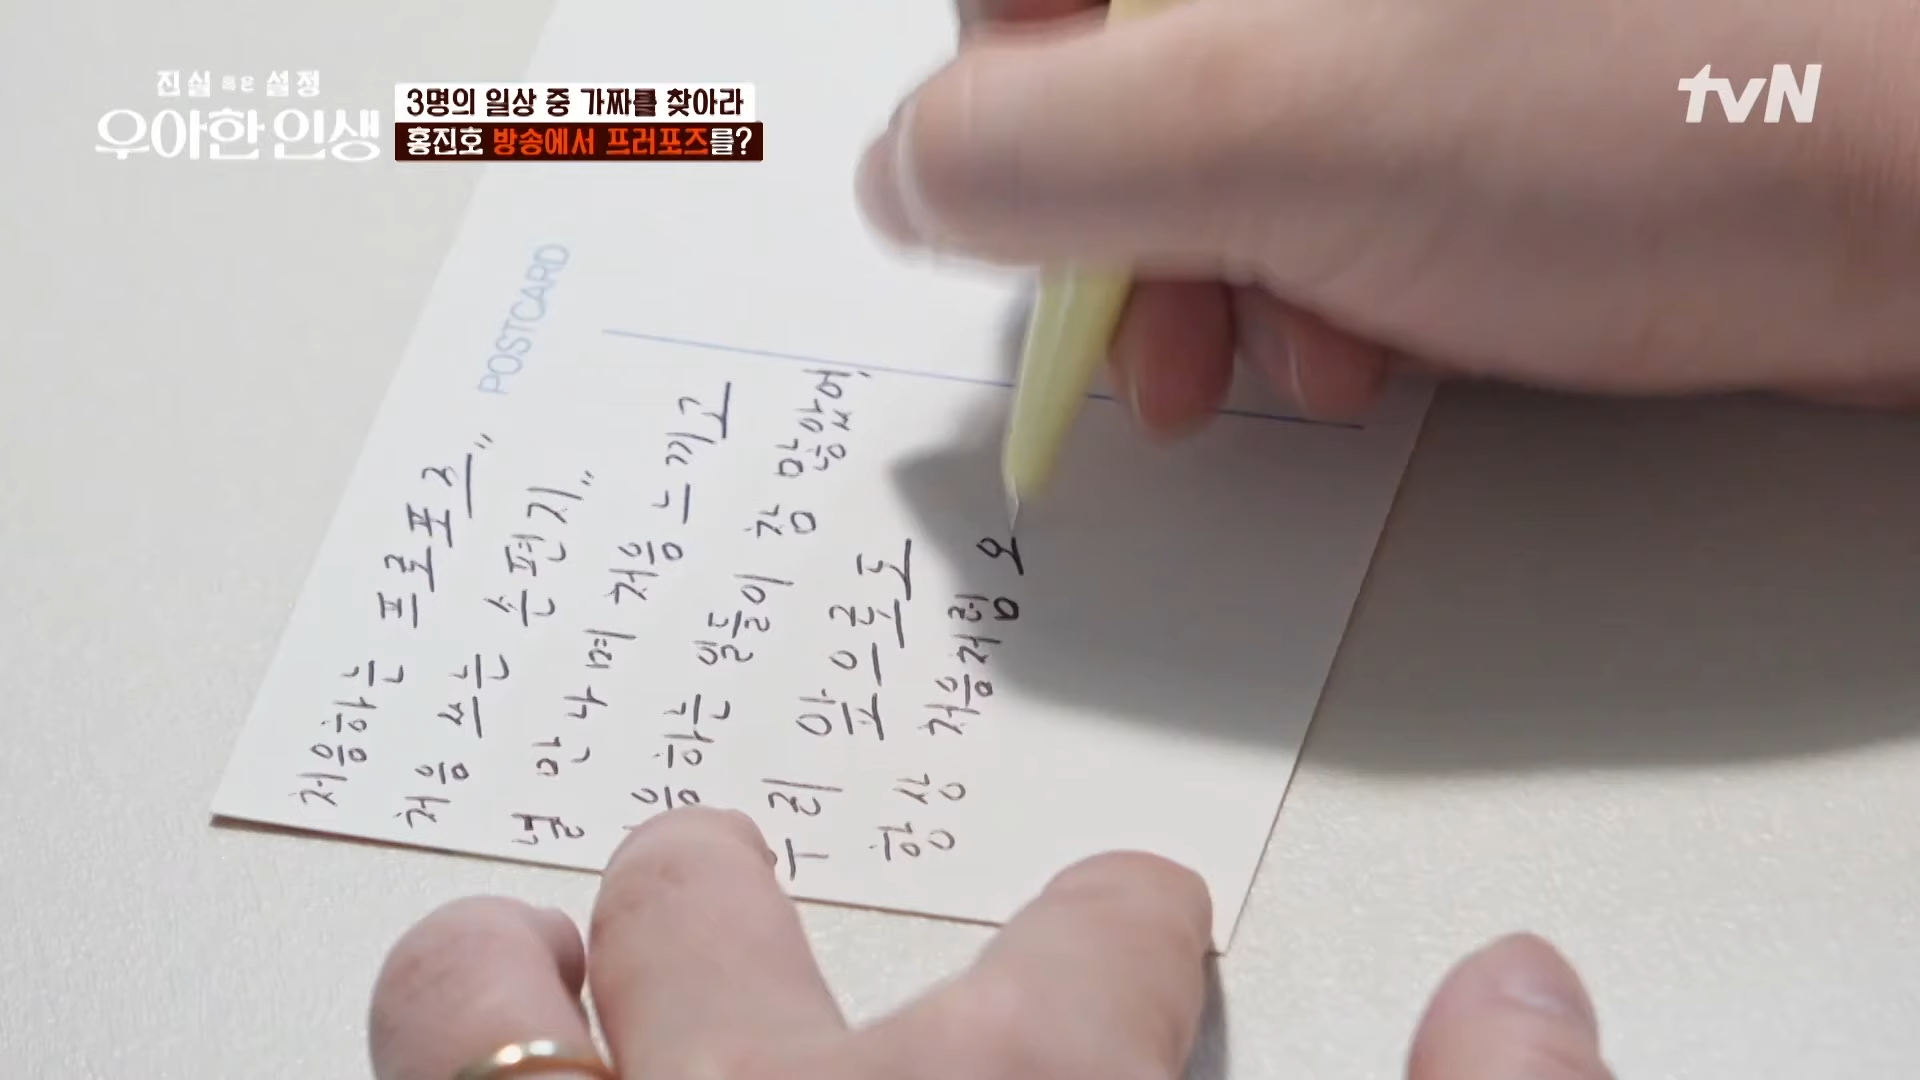 진실 혹은 설정
우아한 인생
3명의 일상 중 가짜를 찾아라
홍진호 방송에서 프러포즈를?
tvN
POSTCARD
처음하는 프로포즈"
처음 쓰는 손편지"
널 만나며 처음 느끼고
음하는 일들이 참 많았어,
우리 앞으로도
항상 처음처럼 오